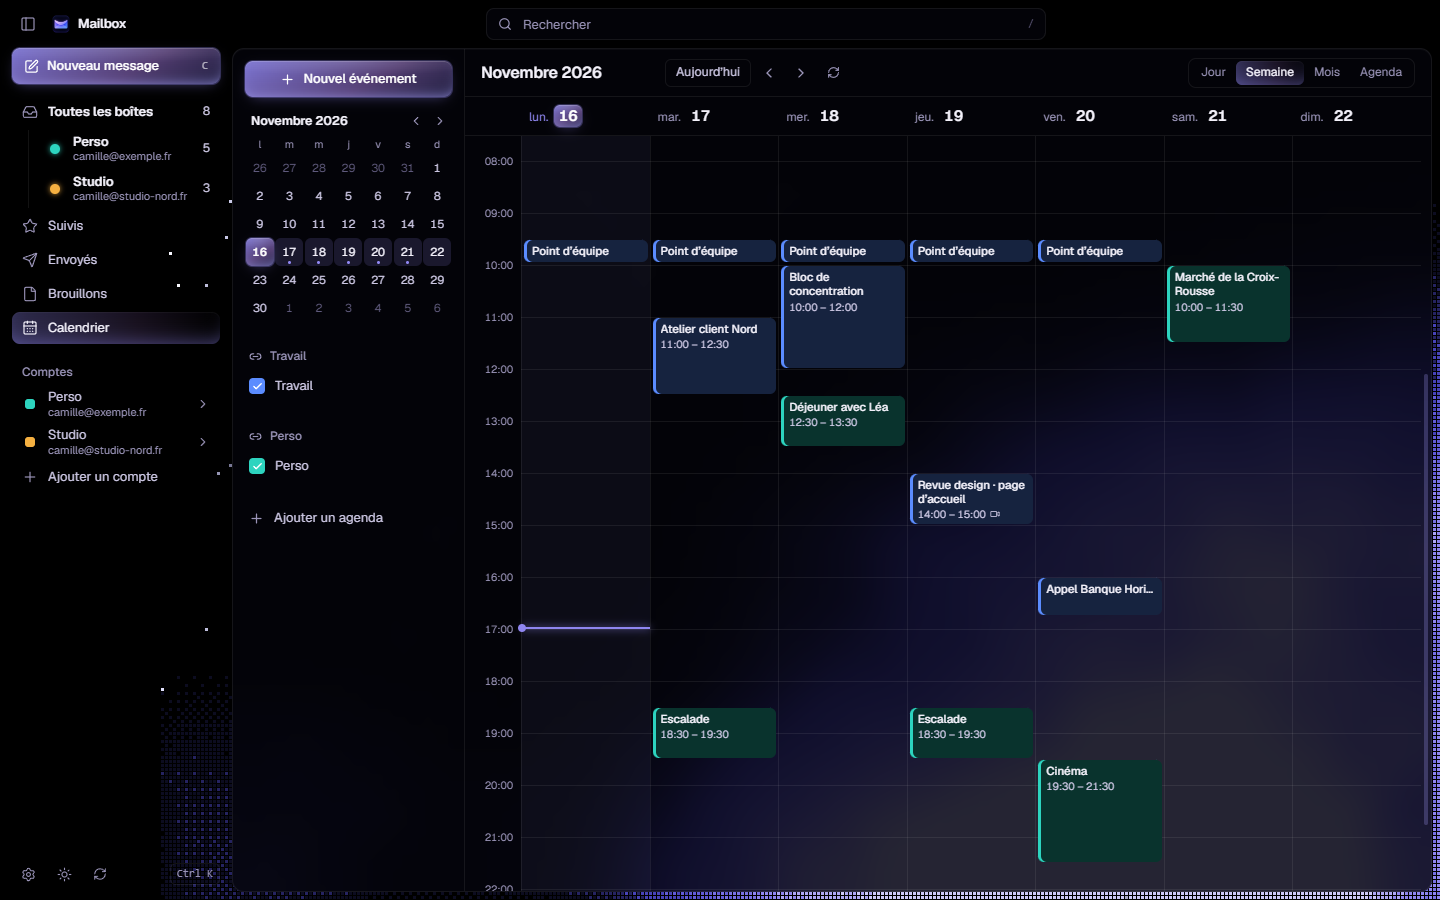 Mailbox
Rechercher
/
Nouveau message
C
Toutes les boîtes
8
Perso
camille@exemple.fr
5
Studio
camille@studio-nord.fr
3
Suivis
Envoyés
Brouillons
Calendrier
Comptes
Perso
camille@exemple.fr
Studio
camille@studio-nord.fr
Ajouter un compte
Ctrl K
Nouvel événement
Novembre 2026
l m m j v s d
26 27 28 29 30 31 1
2 3 4 5 6 7 8
9 10 11 12 13 14 15
16 17 18 19 20 21 22
23 24 25 26 27 28 29
30 1 2 3 4 5 6
Travail
Travail
Perso
Perso
Ajouter un agenda
Novembre 2026
Aujourd'hui
Jour Semaine Mois Agenda
lun. 16 mar. 17 mer. 18 jeu. 19 ven. 20 sam. 21 dim. 22
08:00
09:00
10:00
11:00
12:00
13:00
14:00
15:00
16:00
17:00
18:00
19:00
20:00
21:00
22:00
Point d'équipe
Point d'équipe
Atelier client Nord
11:00 – 12:30
Escalade
18:30 – 19:30
Point d'équipe
Bloc de
concentration
10:00 – 12:00
Déjeuner avec Léa
12:30 – 13:30
Point d'équipe
Revue design · page
d'accueil
14:00 – 15:00
Escalade
18:30 – 19:30
Point d'équipe
Appel Banque Hori…
Cinéma
19:30 – 21:30
Marché de la Croix-
Rousse
10:00 – 11:30